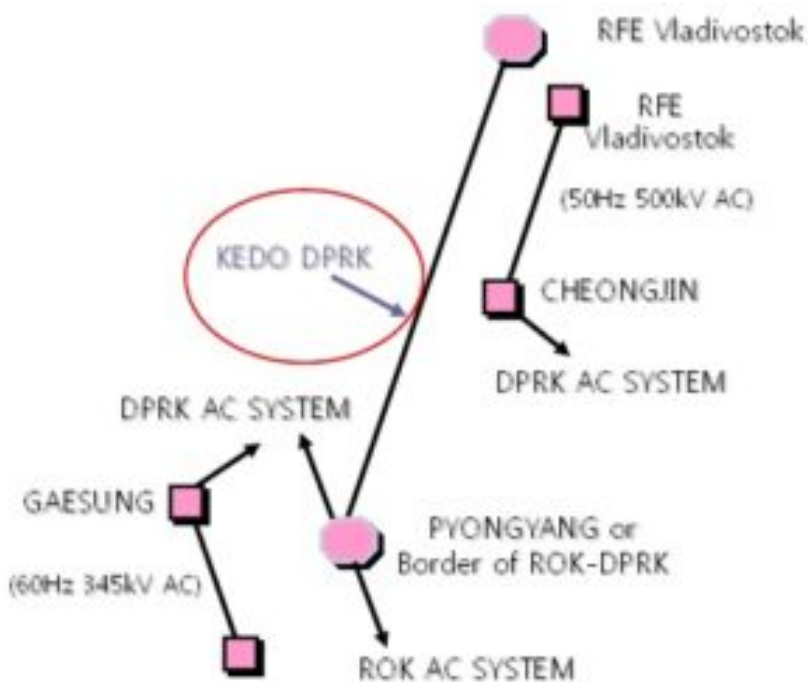 RFE Vladivostok
RFE
Vladivostok
(50Hz 500kV AC)
KEDO DPRK
CHEONGJIN
DPRK AC SYSTEM
DPRK AC SYSTEM
GAESUNG
PYONGYANG or
Border of ROK-DPRK
(60Hz 345kV AC)
ROK AC SYSTEM